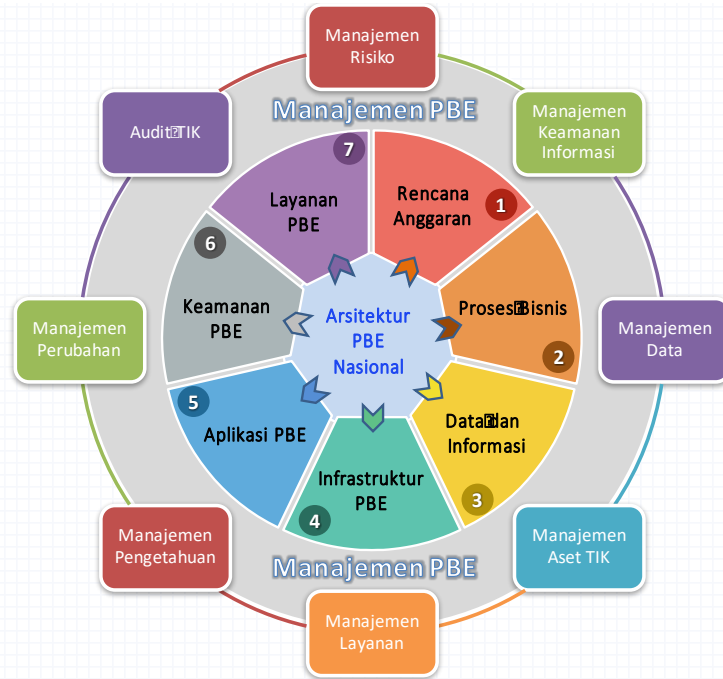 Manajemen
Risiko
Manajemen PBE
Manajemen
Keamanan
Informasi
Audit TIK
7
Layanan
PBE
Rencana
Anggaran
1
6
Keamanan
PBE
Arsitektur
PBE
Nasional
Proses Bisnis
2
Manajemen
Perubahan
Manajemen
Data
5
Aplikasi PBE
Data dan
Informasi
3
Infrastruktur
PBE
4
Manajemen
Pengetahuan
Manajemen
Aset TIK
Manajemen PBE
Manajemen
Layanan